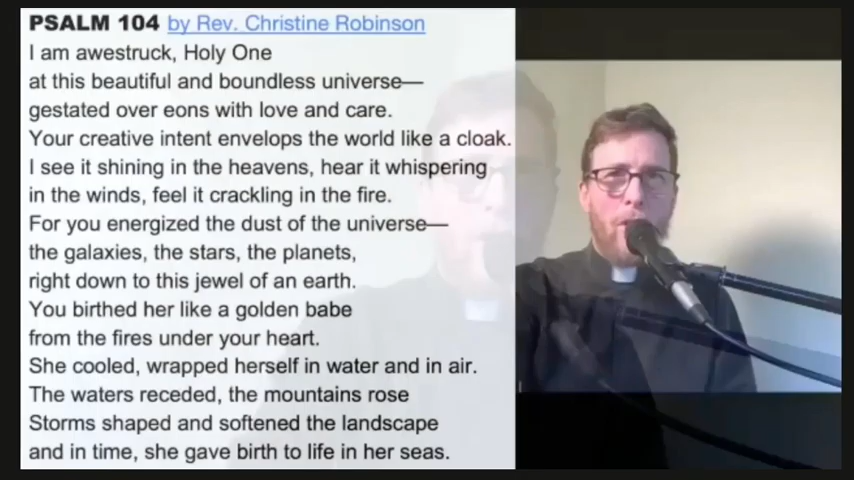 PSALM 104 by Rev. Christine Robinson
I am awestruck, Holy One
at this beautiful and boundless universe—
gestated over eons with love and care.
Your creative intent envelops the world like a cloak.
I see it shining in the heavens, hear it whispering
in the winds, feel it crackling in the fire.
For you energized the dust of the universe—
the galaxies, the stars, the planets,
right down to this jewel of an earth.
You birthed her like a golden babe
from the fires under your heart.
She cooled, wrapped herself in water and in air.
The waters receded, the mountains rose
Storms shaped and softened the landscape
and in time, she gave birth to life in her seas.